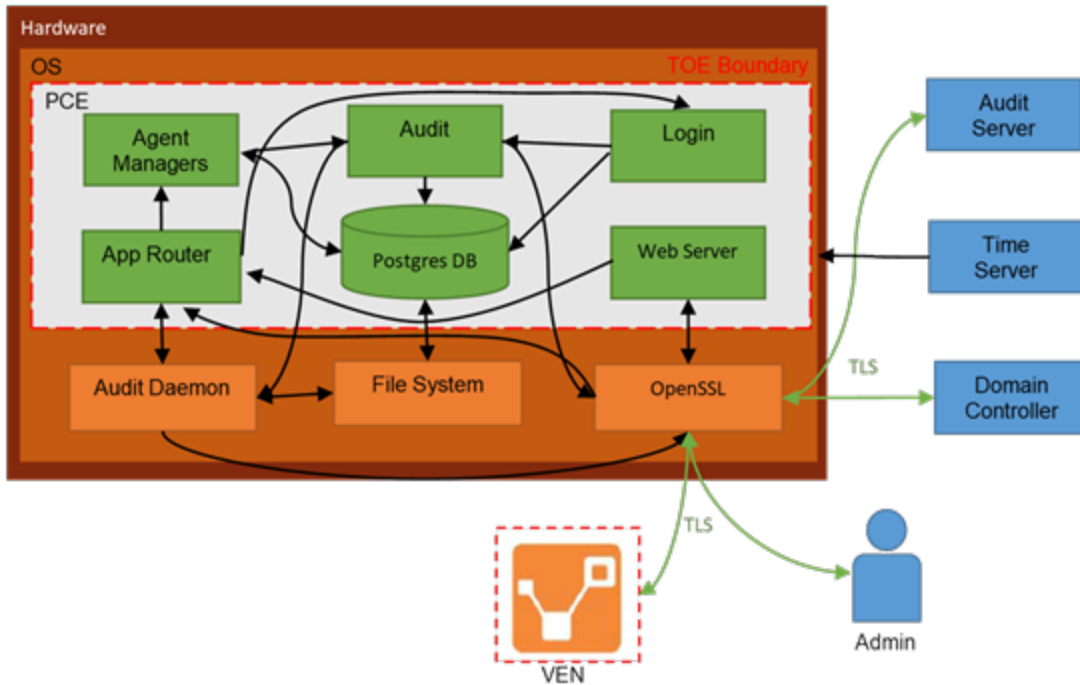 Hardware
OS
TOE Boundary
PCE
Agent
Managers
Audit
Login
App Router
Postgres DB
Web Server
Audit Daemon
File System
OpenSSL
Audit
Server
Time
Server
TLS
Domain
Controller
TLS
VEN
Admin